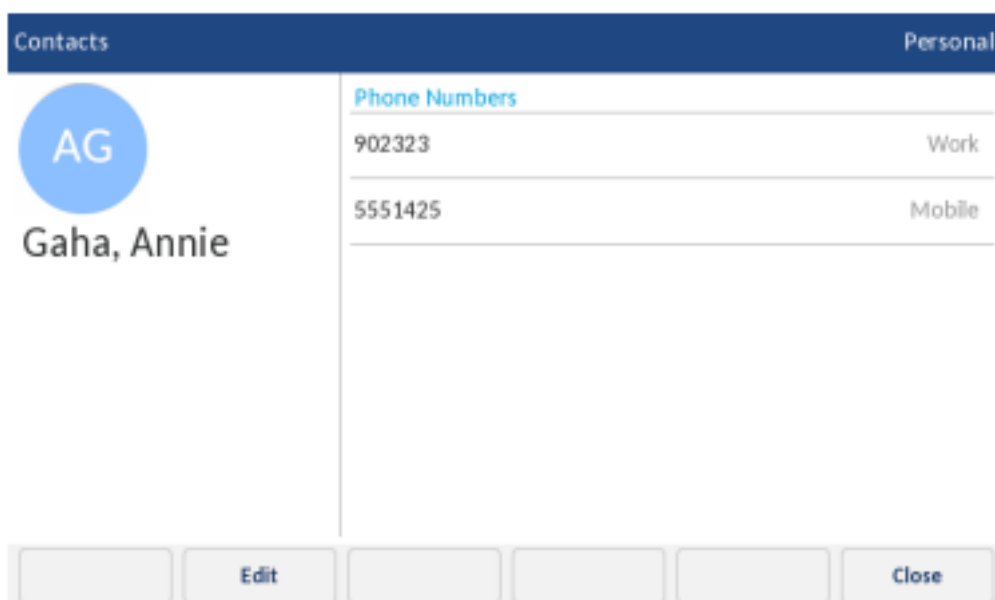 Contacts Personal
AG
Gaha, Annie
Phone Numbers
902323 Work
5551425 Mobile
Edit Close